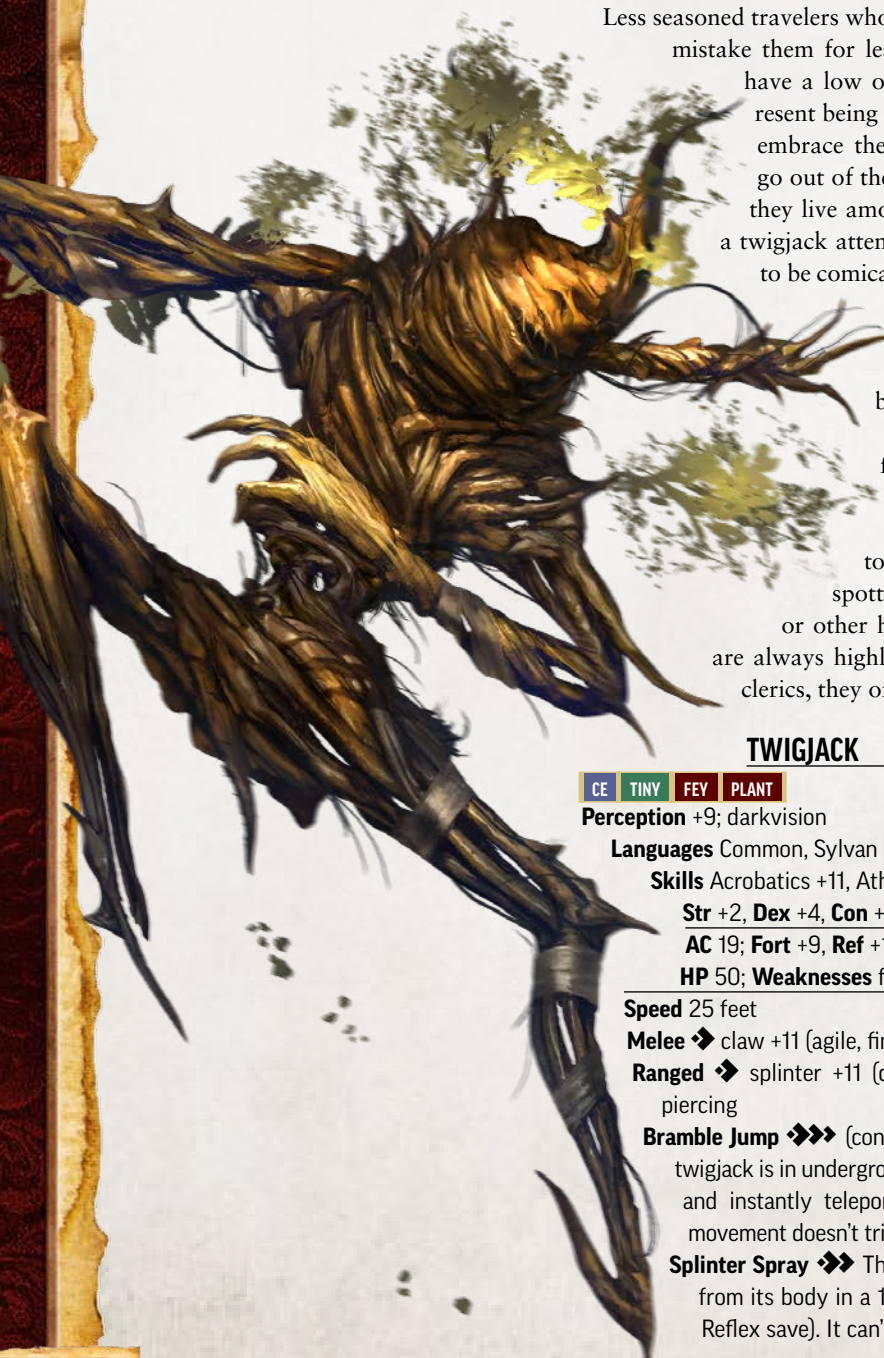 Less seasoned travelers who
mistake them for les
have a low o
resent being
embrace the
go out of the
they live amo
a twigjack atten
to be comica
b
f
to
spott
or other h
are always highl
clerics, they o
TWIGJACK
CE TINY FEY PLANT
Perception +9; darkvision
Languages Common, Sylvan
Skills Acrobatics +11, Ath
Str +2, Dex +4, Con +
AC 19; Fort +9, Ref +1
HP 50; Weaknesses f
Speed 25 feet
Melee claw +11 (agile, fin
Ranged splinter +11 (
piercing
Bramble Jump (con
twigjack is in undergro
and instantly telepor
movement doesn't tri
Splinter Spray Th
from its body in a 1
Reflex save). It can'